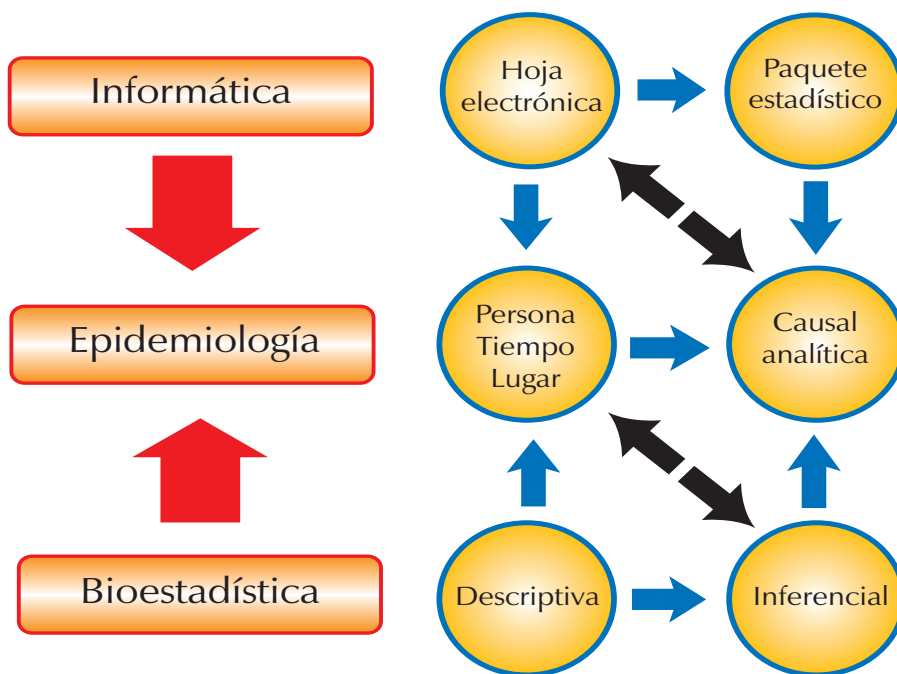 Informática
Hoja
electrónica
Paquete
estadístico
Epidemiología
Persona
Tiempo
Lugar
Causal
analítica
Bioestadística
Descriptiva
Inferencial